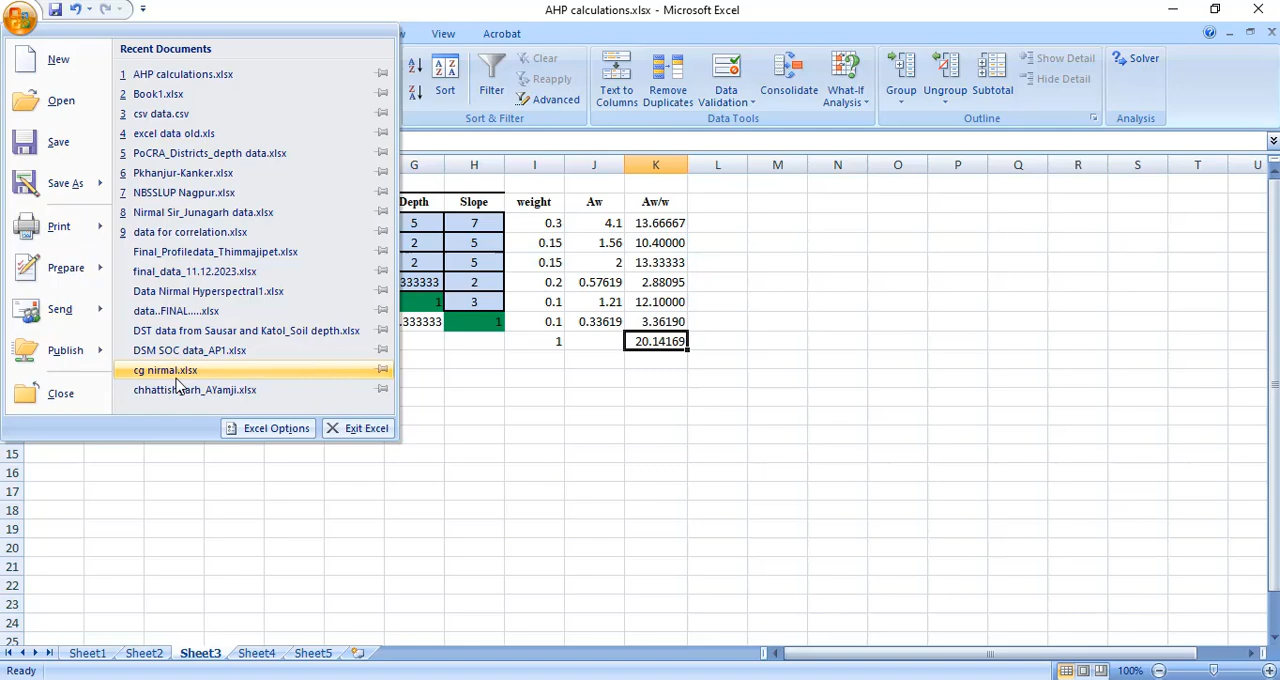 AHP calculations.xlsx - Microsoft Excel
View Acrobat
New
Open
Save
Save As
Print
Prepare
Send
Publish
Close
Recent Documents
1 AHP calculations.xlsx
2 Book1.xlsx
3 csv data.csv
4 excel data old.xls
5 PoCRA_Districts_depth data.xlsx
6 Pkhanjur-Kanker.xlsx
7 NBSSLUP Nagpur.xlsx
8 Nirmal Sir_Junagarh data.xlsx
9 data for correlation.xlsx
Final_Profiledata_Thimmajipet.xlsx
final_data_11.12.2023.xlsx
Data Nirmal Hyperspectral1.xlsx
data..FINAL.....xlsx
DST data from Sausar and Katol_Soil depth.xlsx
DSM SOC data_AP1.xlsx
cg nirmal.xlsx
Excel Options Exit Excel
Sort Filter Clear Reapply Advanced
Sort & Filter
Text to Columns Remove Duplicates Data Validation Consolidate What-If Analysis
Data Tools
Group Ungroup Subtotal Show Detail Hide Detail
Outline
Solver
Analysis
G H I J K L M N O P Q R S T U
Depth Slope weight Aw Aw/w
5 7 0.3 4.1 13.66667
2 5 0.15 1.56 10.40000
2 5 0.15 2 13.33333
333333 2 0.2 0.57619 2.88095
1 3 0.1 1.21 12.10000
.333333 1 0.1 0.33619 3.36190
1 20.14169
15
16
17
18
19
20
21
22
23
24
25
Sheet1 Sheet2 Sheet3 Sheet4 Sheet5
Ready 100%